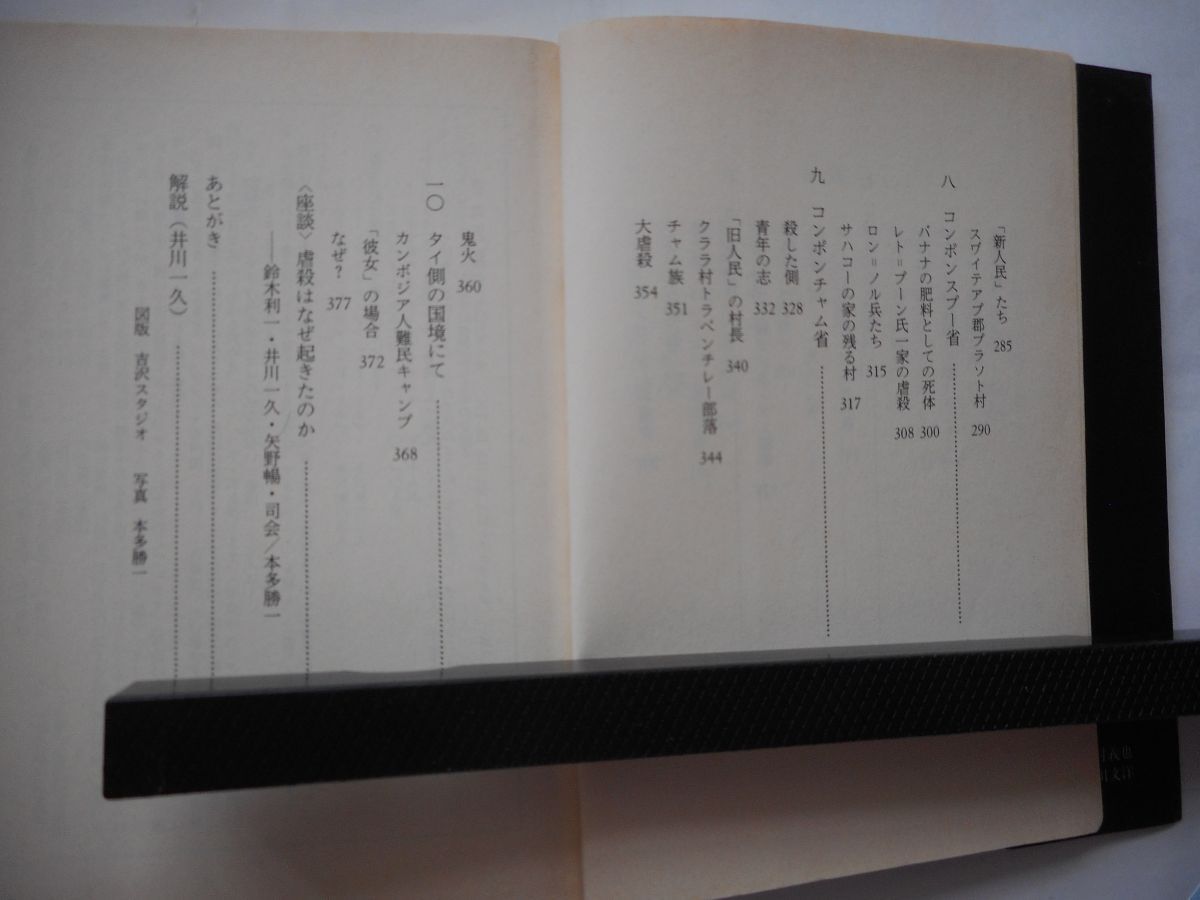 「新人民」たち 285
スヴイテアプ郡プラソト村 290
八 コンポンスプー省
バナナの肥料としての死体 300
レト＝プーン氏一家の虐殺 308
ロン＝ノル兵たち 315
サハコーの家の残る村 317
九 コンポンチャム省
殺した側 328
青年の志 332
「旧人民」の村長 340
クララ村トラペンチレー部落 344
チャム族 351
大虐殺 354
鬼火 360
一〇 タイ側の国境にて
カンボジア人難民キャンプ 368
「彼女」の場合 372
なぜ？ 377
〈座談〉虐殺はなぜ起きたのか
――鈴木利一・井川一久・矢野暢・司会／本多勝一
あとがき
解説（井川一久）
図版 吉沢スタジオ 写真 本多勝一
義也
文洋